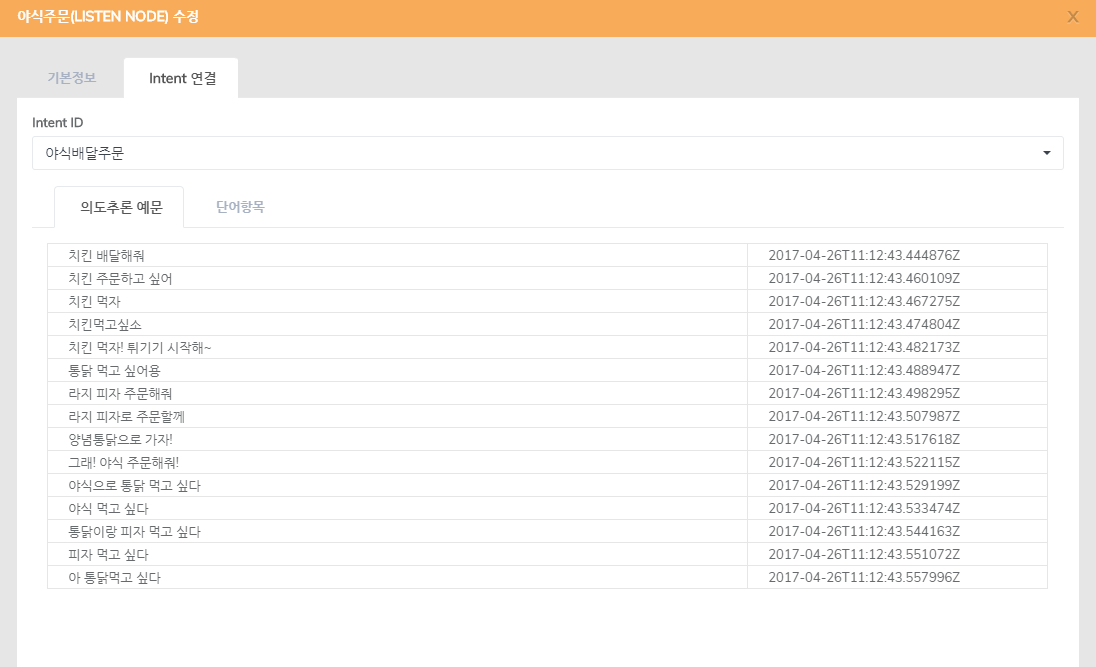 야식주문(LISTEN NODE) 수정 X
기본정보 Intent 연결
Intent ID
야식배달주문
의도추론 예문 단어항목
치킨 배달해줘 2017-04-26T11:12:43.444876Z
치킨 주문하고 싶어 2017-04-26T11:12:43.460109Z
치킨 먹자 2017-04-26T11:12:43.467275Z
치킨먹고싶소 2017-04-26T11:12:43.474804Z
치킨 먹자! 튀기기 시작해~ 2017-04-26T11:12:43.482173Z
통닭 먹고 싶어용 2017-04-26T11:12:43.488947Z
라지 피자 주문해줘 2017-04-26T11:12:43.498295Z
라지 피자로 주문할께 2017-04-26T11:12:43.507987Z
양념통닭으로 가자! 2017-04-26T11:12:43.517618Z
그래! 야식 주문해줘! 2017-04-26T11:12:43.522115Z
야식으로 통닭 먹고 싶다 2017-04-26T11:12:43.529199Z
야식 먹고 싶다 2017-04-26T11:12:43.533474Z
통닭이랑 피자 먹고 싶다 2017-04-26T11:12:43.544163Z
피자 먹고 싶다 2017-04-26T11:12:43.551072Z
아 통닭먹고 싶다 2017-04-26T11:12:43.557996Z